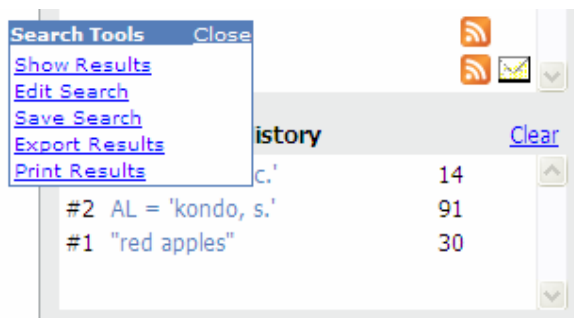 Search Tools Close
Show Results
Edit Search
Save Search
Export Results
Print Results
istory Clear
c.' 14
#2 AL = 'kondo, s.' 91
#1 "red apples" 30